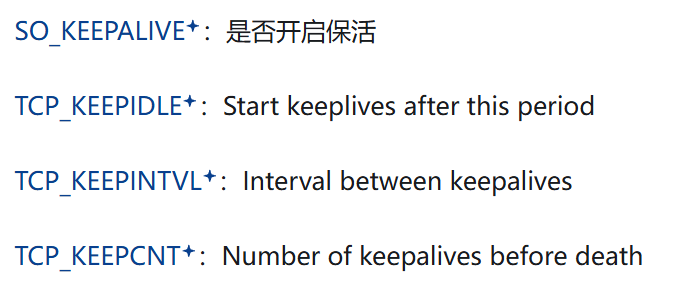 SO_KEEPALIVE✦：是否开启保活
TCP_KEEPIDLE✦：Start keeplives after this period
TCP_KEEPINTVL✦：Interval between keepalives
TCP_KEEPCNT✦：Number of keepalives before death